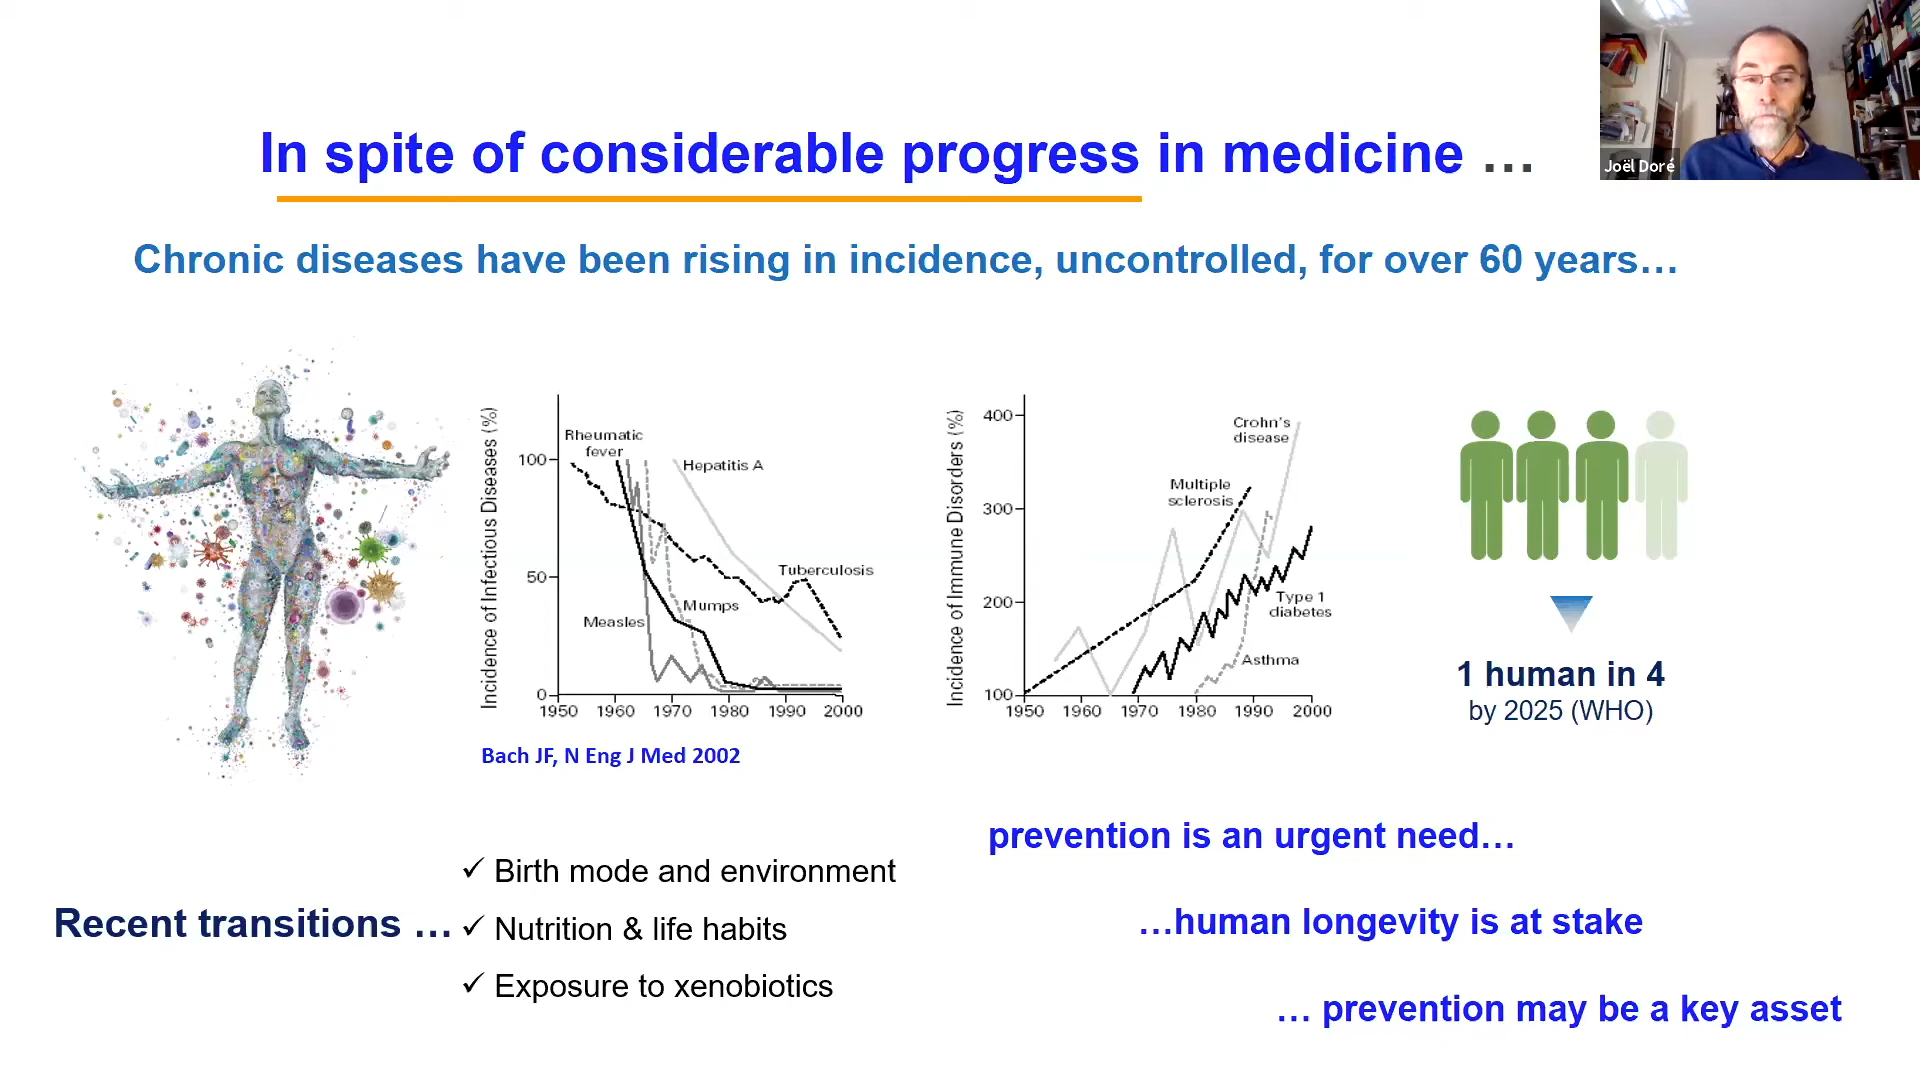 Joël Doré
In spite of considerable progress in medicine …
Chronic diseases have been rising in incidence, uncontrolled, for over 60 years…
Incidence of Infectious Diseases (%)
100
50
0
1950 1960 1970 1980 1990 2000
Rheumatic
fever
Hepatitis A
Tuberculosis
Mumps
Measles
Bach JF, N Eng J Med 2002
Incidence of Immune Disorders (%)
400
300
200
100
1950 1960 1970 1980 1990 2000
Crohn's
disease
Multiple
sclerosis
Type 1
diabetes
Asthma
1 human in 4
by 2025 (WHO)
Recent transitions …
✓ Birth mode and environment
✓ Nutrition & life habits
✓ Exposure to xenobiotics
prevention is an urgent need…
…human longevity is at stake
… prevention may be a key asset